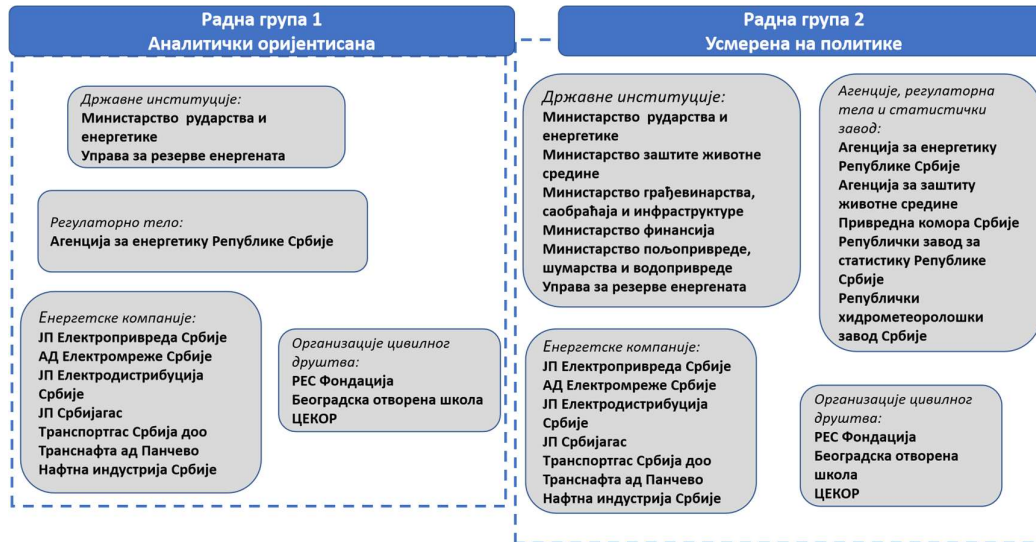 Радна група 1
Аналитички оријентисана
Државне институције:
Министарство рударства и
енергетике
Управа за резерве енергената
Регулаторно тело:
Агенција за енергетику Републике Србије
Енергетске компаније:
ЈП Електропривреда Србије
АД Електромреже Србије
ЈП Електродистрибуција
Србије
ЈП Србијагас
Транспортгас Србија доо
Транснафта ад Панчево
Нафтна индустрија Србије
Организације цивилног
друштва:
РЕС Фондација
Београдска отворена школа
ЦЕКОР
Радна група 2
Усмерена на политике
Државне институције:
Министарство рударства и
енергетике
Министарство заштите животне
средине
Министарство грађевинарства,
саобраћаја и инфраструктуре
Министарство финансија
Министарство пољопривреде,
шумарства и водопривреде
Управа за резерве енергената
Агенције, регулаторна
тела и статистички
завод:
Агенција за енергетику
Републике Србије
Агенција за заштиту
животне средине
Привредна комора Србије
Републички завод за
статистику Републике
Србије
Републички
хидрометеоролошки
завод Србије
Енергетске компаније:
ЈП Електропривреда Србије
АД Електромреже Србије
ЈП Електродистрибуција
Србије
ЈП Србијагас
Транспортгас Србија доо
Транснафта ад Панчево
Нафтна индустрија Србије
Организације цивилног
друштва:
РЕС Фондација
Београдска отворена
школа
ЦЕКОР